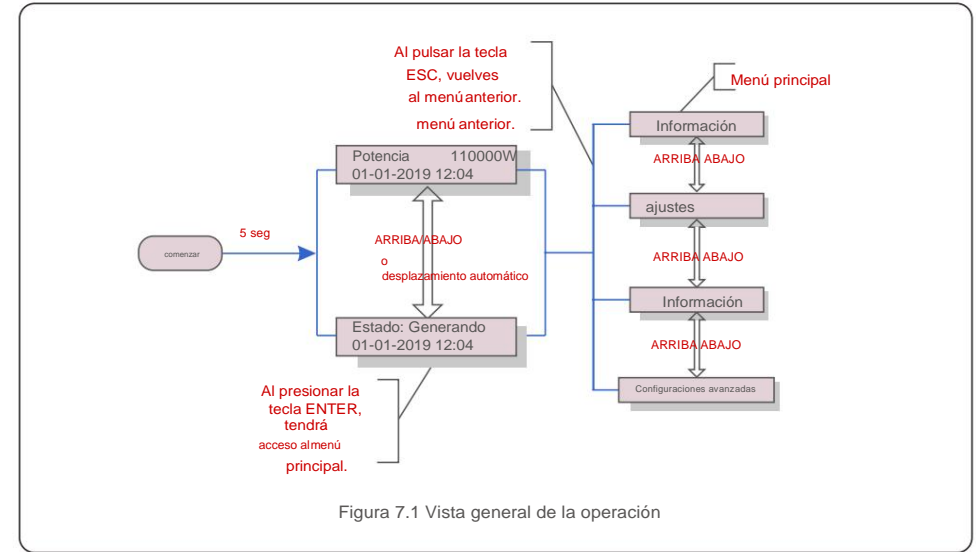 Al pulsar la tecla
ESC, vuelves
al menú anterior.
menú anterior.
Menú principal
Información
ARRIBA ABAJO
Potencia 110000W
01-01-2019 12:04
ajustes
5 seg
comenzar
ARRIBA/ABAJO
o
desplazamiento automático
ARRIBA ABAJO
Información
Estado: Generando
01-01-2019 12:04
ARRIBA ABAJO
Configuraciones avanzadas
Al presionar la
tecla ENTER,
tendrá
acceso almenú
principal.
Figura 7.1 Vista general de la operación